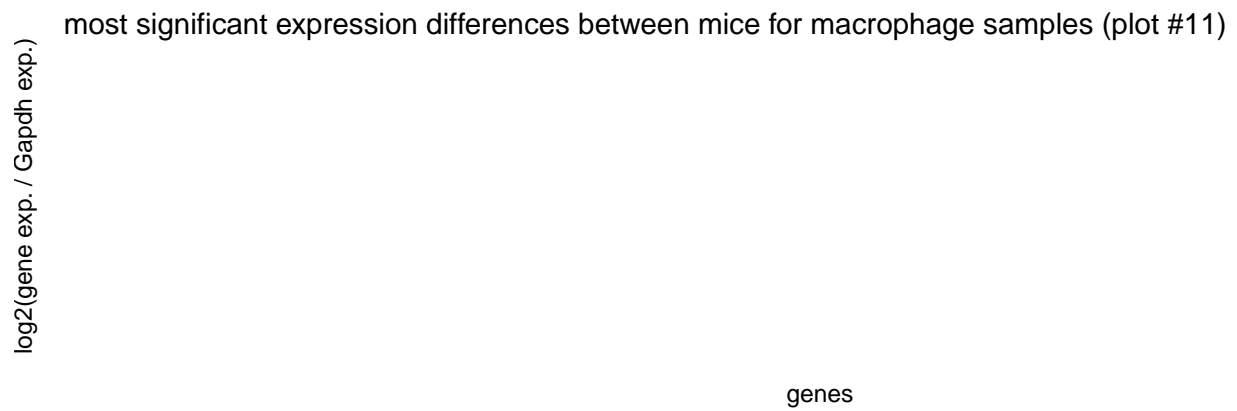 most significant expression differences between mice for macrophage samples (plot #11)
log2(gene exp. / Gapdh exp.)
genes